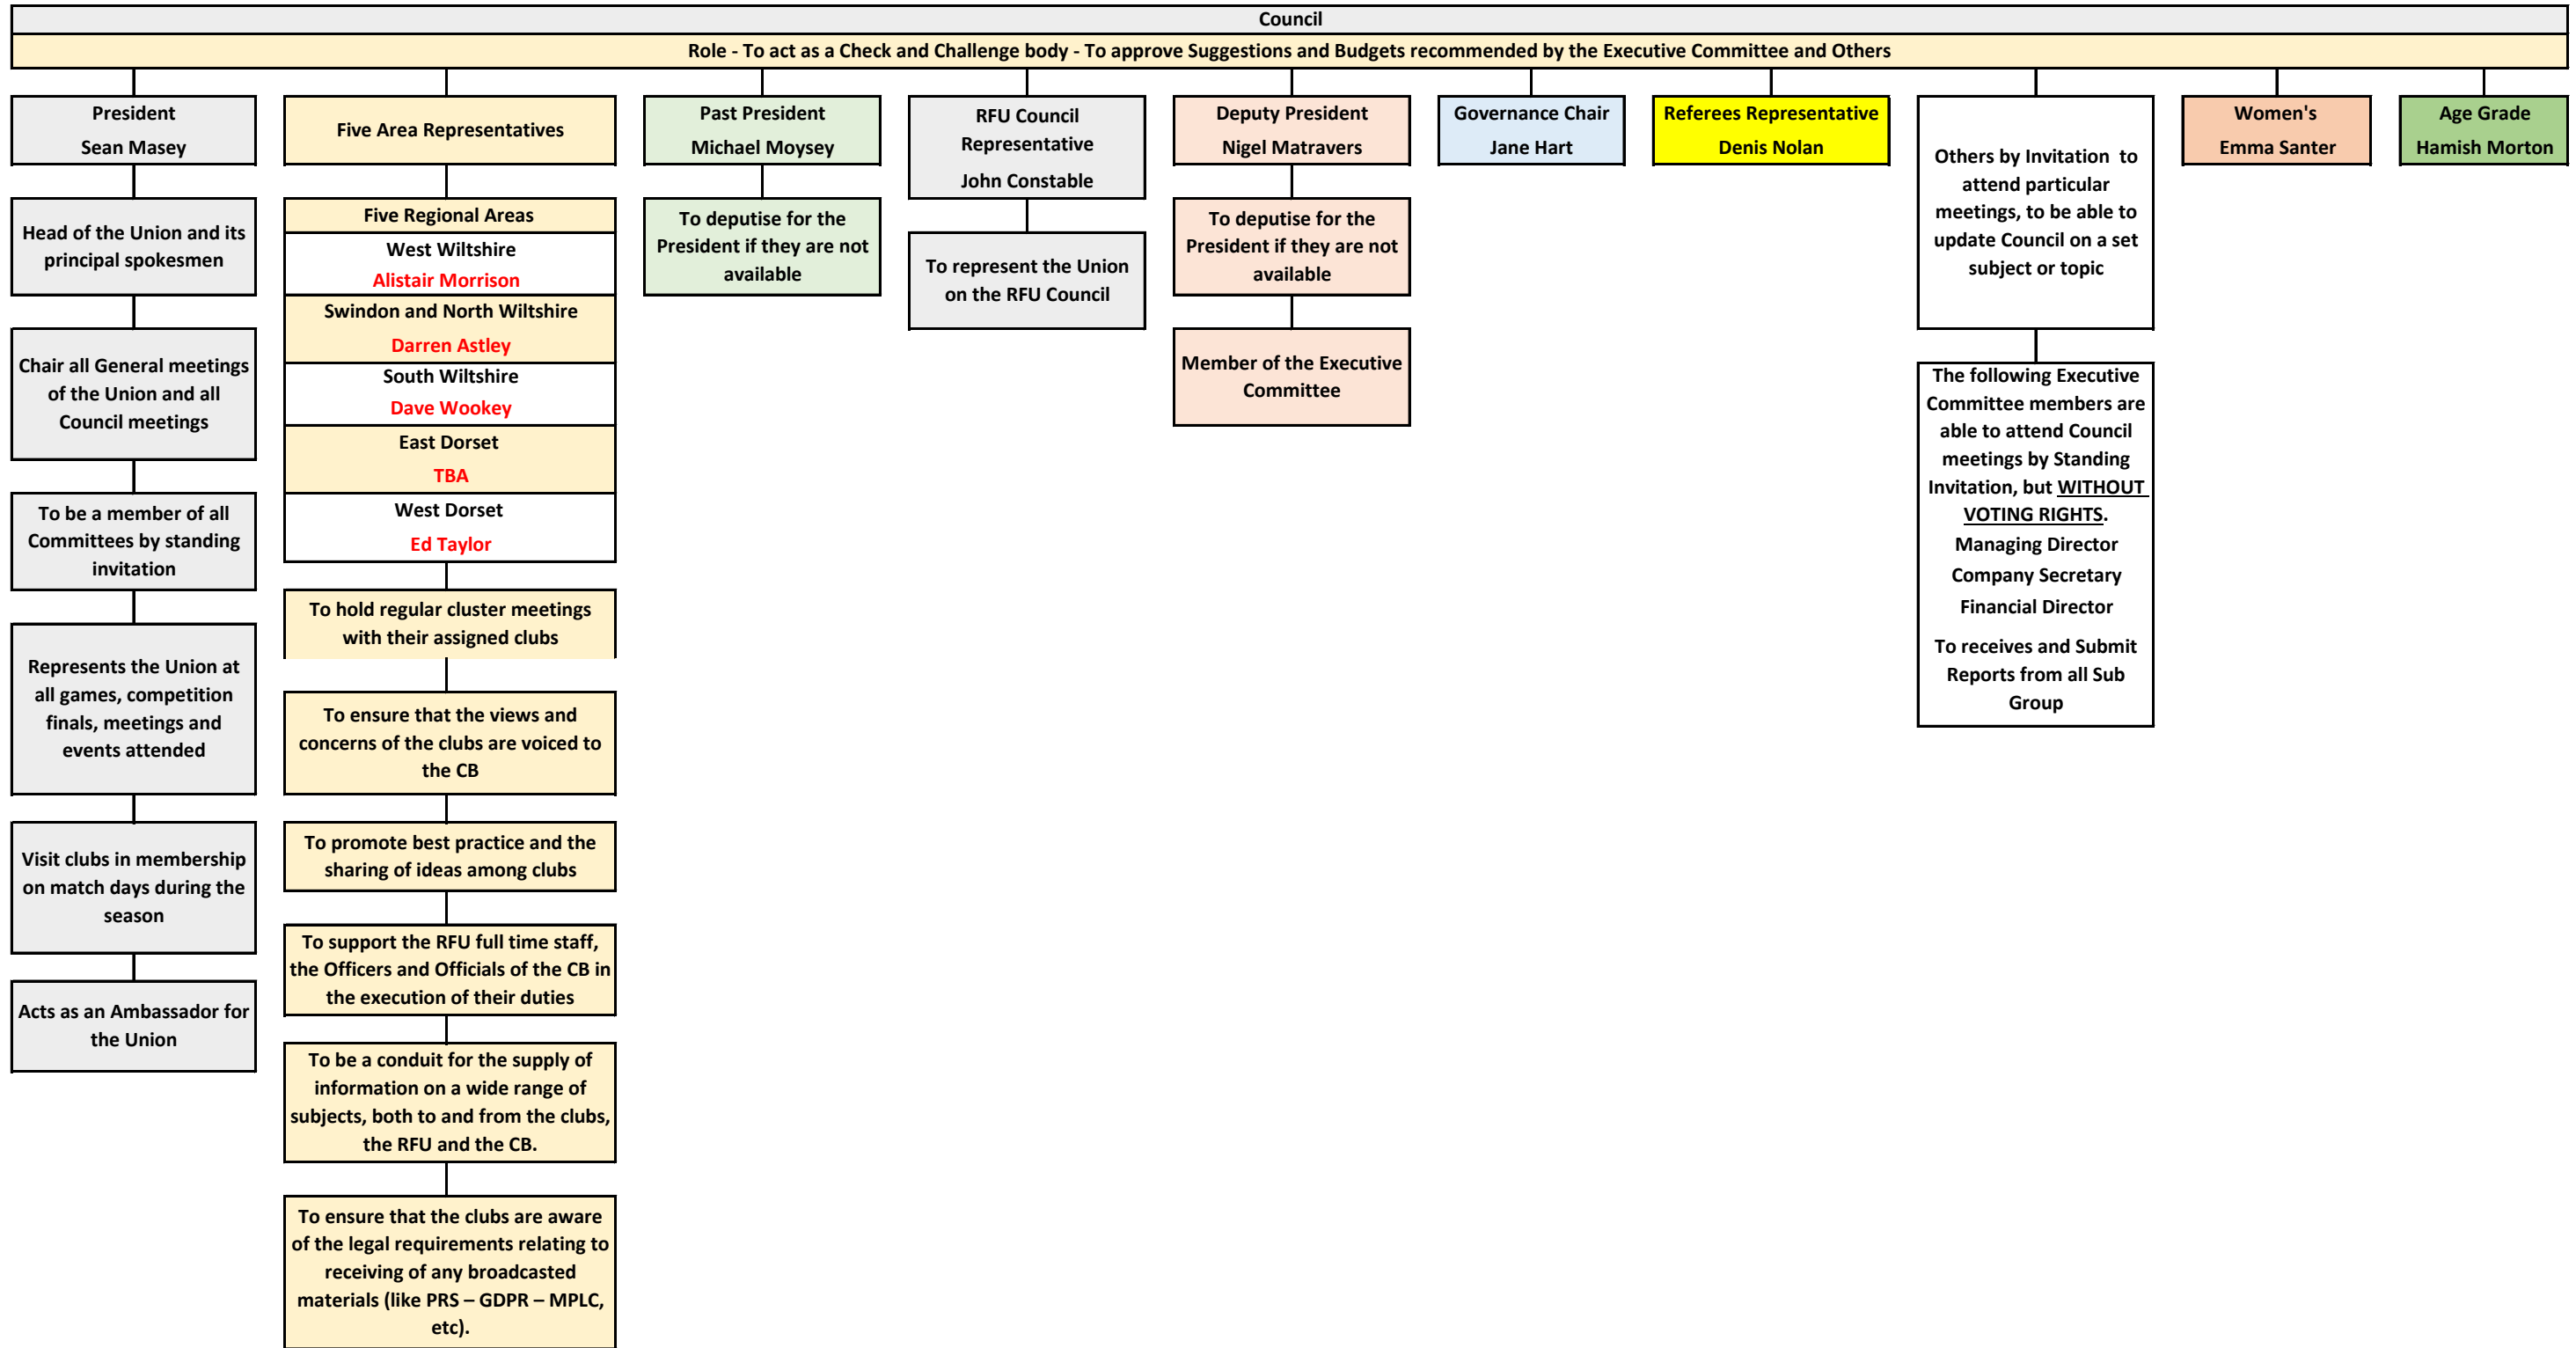 Council
Role - To act as a Check and Challenge body - To approve Suggestions and Budgets recommended by the Executive Committee and Others
President
Sean Masey
Head of the Union and its
principal spokesmen
Chair all General meetings
of the Union and all
Council meetings
To be a member of all
Committees by standing
invitation
Represents the Union at
all games, competition
finals, meetings and
events attended
Visit clubs in membership
on match days during the
season
Acts as an Ambassador for
the Union
Five Area Representatives
Five Regional Areas
West Wiltshire
Alistair Morrison
Swindon and North Wiltshire
Darren Astley
South Wiltshire
Dave Wookey
East Dorset
TBA
West Dorset
Ed Taylor
To hold regular cluster meetings
with their assigned clubs
To ensure that the views and
concerns of the clubs are voiced to
the CB
To promote best practice and the
sharing of ideas among clubs
To support the RFU full time staff,
the Officers and Officials of the CB in
the execution of their duties
To be a conduit for the supply of
information on a wide range of
subjects, both to and from the clubs,
the RFU and the CB.
To ensure that the clubs are aware
of the legal requirements relating to
receiving of any broadcasted
materials (like PRS – GDPR – MPLC,
etc).
Past President
Michael Moysey
To deputise for the
President if they are not
available
RFU Council
Representative
John Constable
To represent the Union
on the RFU Council
Deputy President
Nigel Matravers
To deputise for the
President if they are not
available
Member of the Executive
Committee
Governance Chair
Jane Hart
Referees Representative
Denis Nolan
Others by Invitation to
attend particular
meetings, to be able to
update Council on a set
subject or topic
The following Executive
Committee members are
able to attend Council
meetings by Standing
Invitation, but WITHOUT
VOTING RIGHTS.
Managing Director
Company Secretary
Financial Director
To receives and Submit
Reports from all Sub
Group
Women's
Emma Santer
Age Grade
Hamish Morton